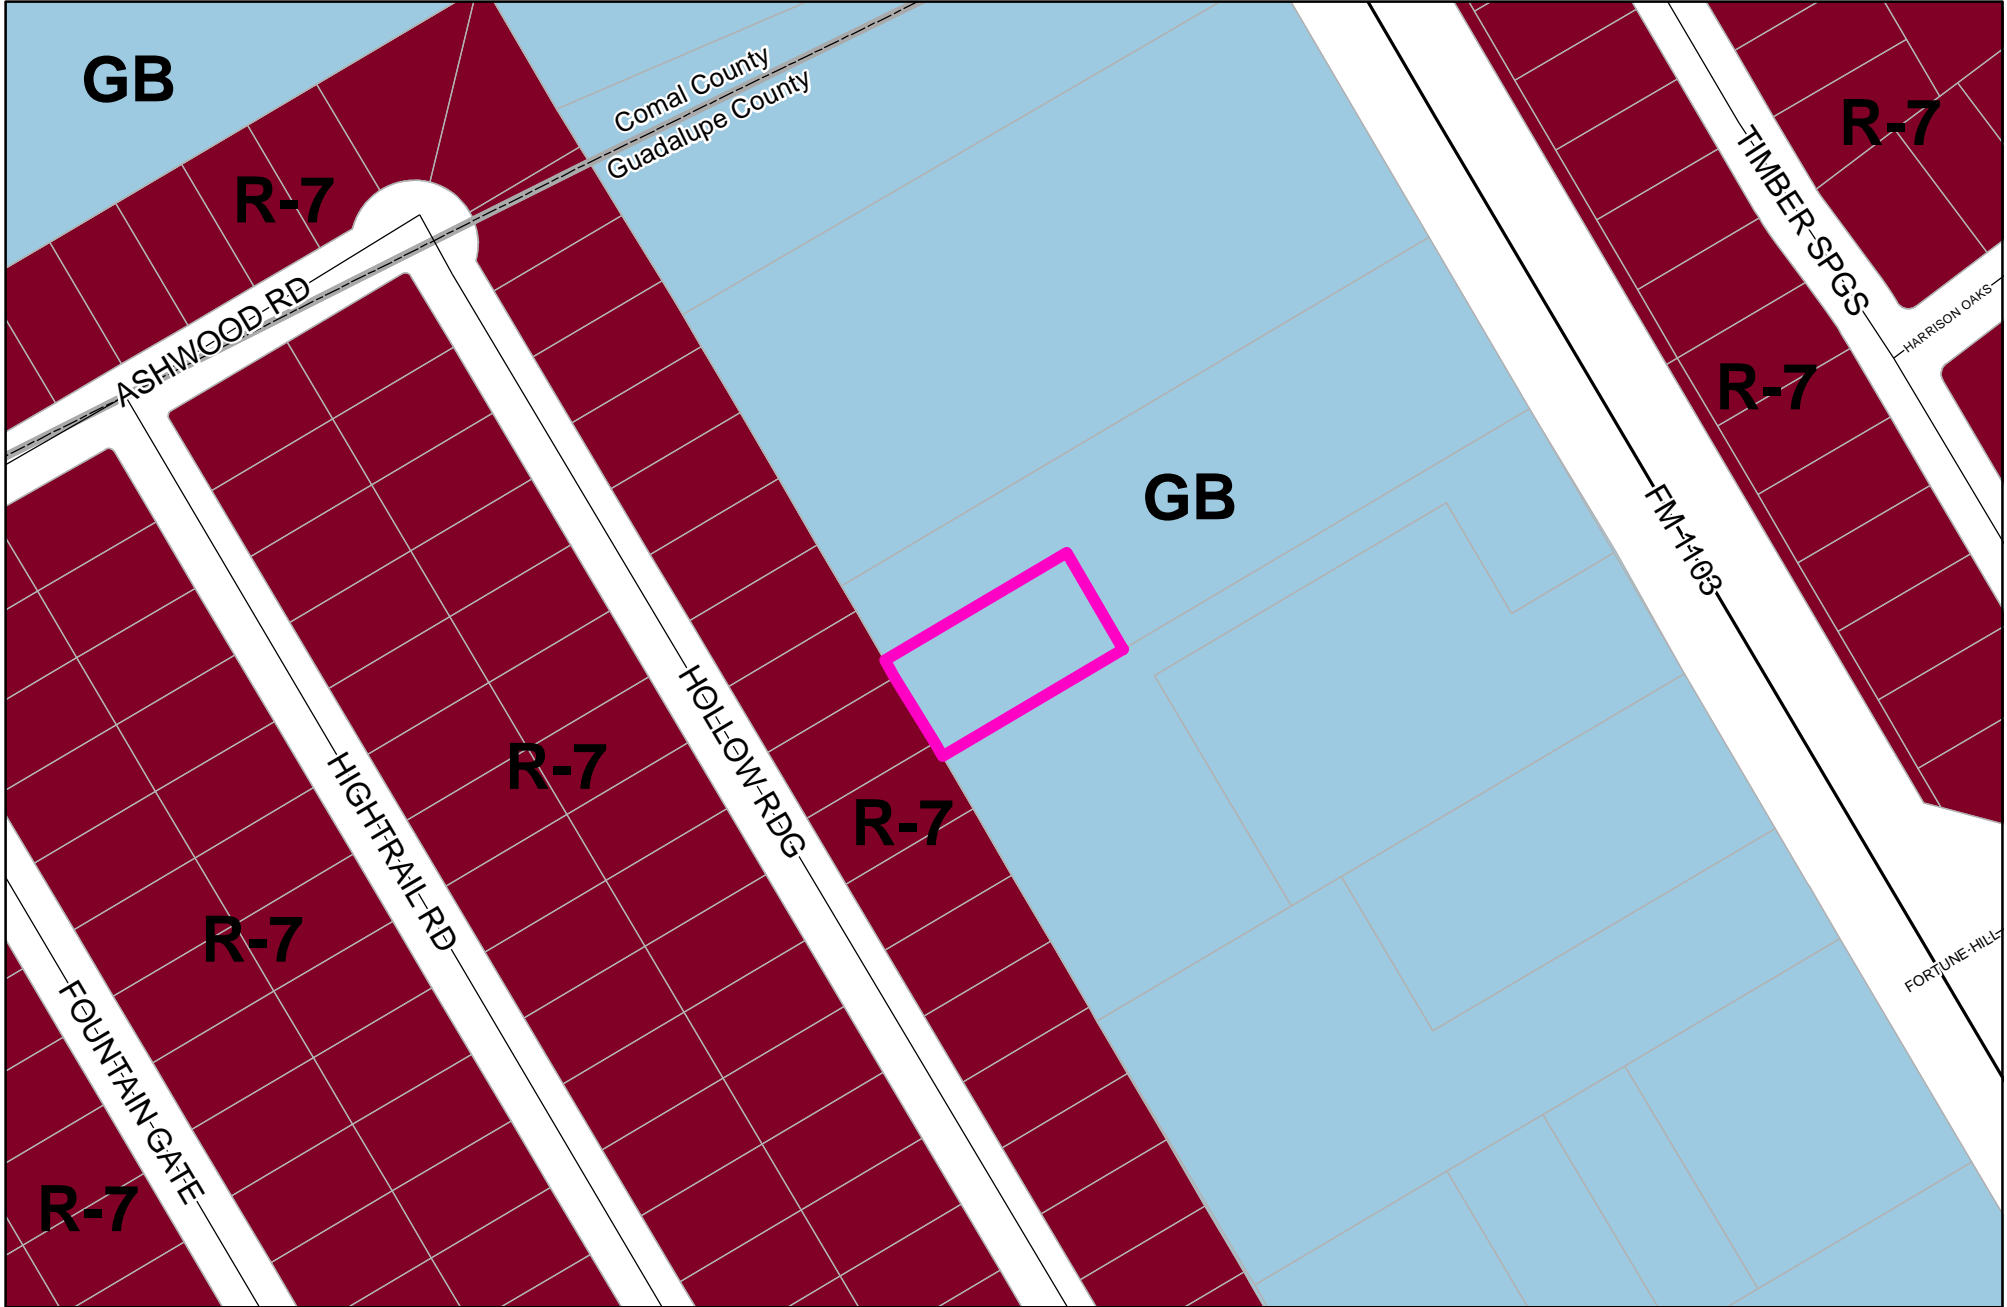 GB
Comal County
Guadalupe County
R-7
R-7
TIMBER SPGS
HARRISON OAKS
ASHWOOD RD
R-7
GB
FM 1103
HOLLOW RDG
R-7
HIGHTRAIL RD
R-7
R-7
FORTUNE HILL
FOUNTAIN GATE
R-7